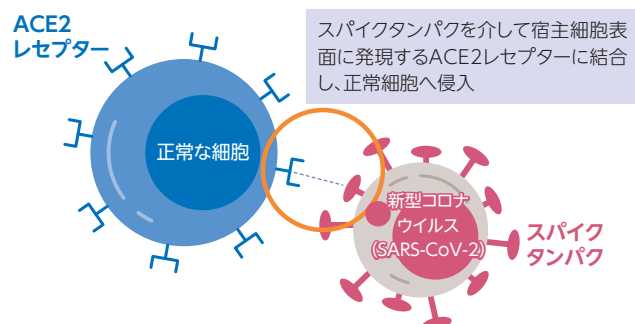 ACE2
レセプター
スパイクタンパクを介して宿主細胞表
面に発現するACE2レセプターに結合
し、正常細胞へ侵入
正常な細胞
新型コロナ
ウイルス
(SARS-CoV-2)
スパイク
タンパク